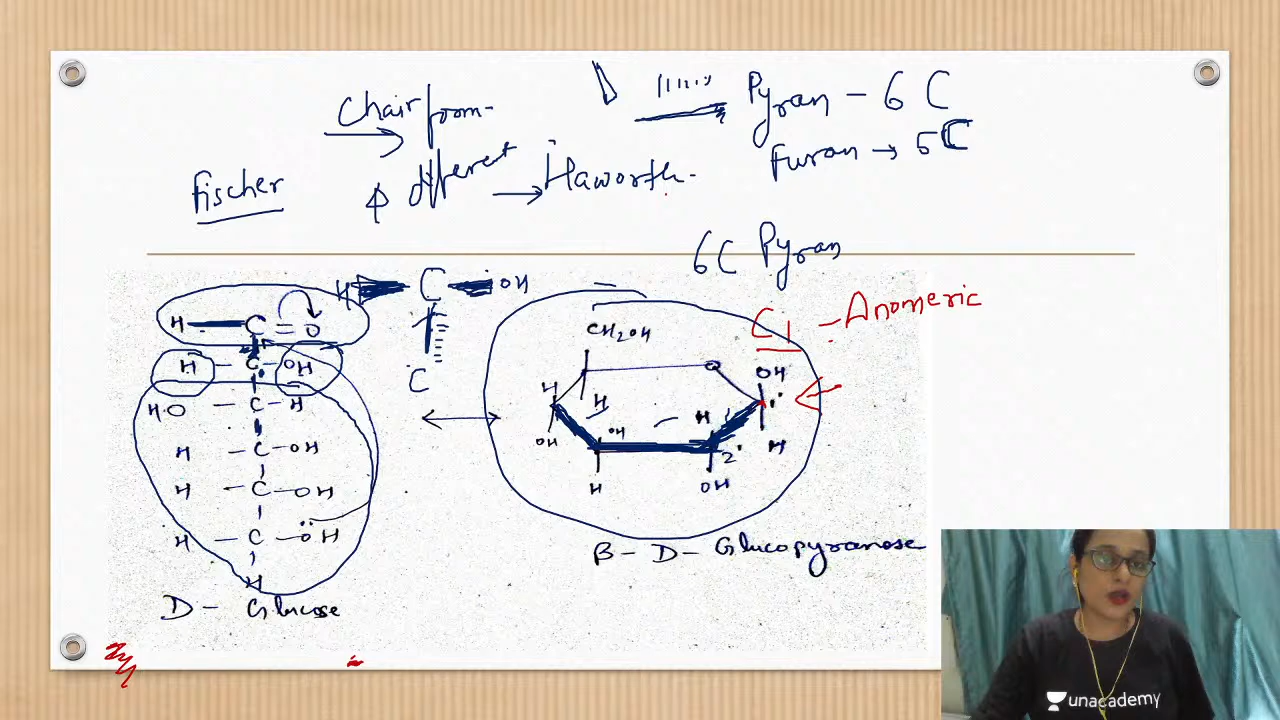 Chair form
Pyran - 6 C
Furan → 5 C
Fischer
different → Haworth
6C Pyran
C1 - Anomeric
H C OH
C
H - C = O
H - C - OH
HO - C - H
H - C - OH
H - C - OH
H - C - OH
H
D - Glucose
CH2OH
O
OH
H
H
OH
OH
H
H
1
H
2
H
OH
B - D - Glucopyranose
unacademy